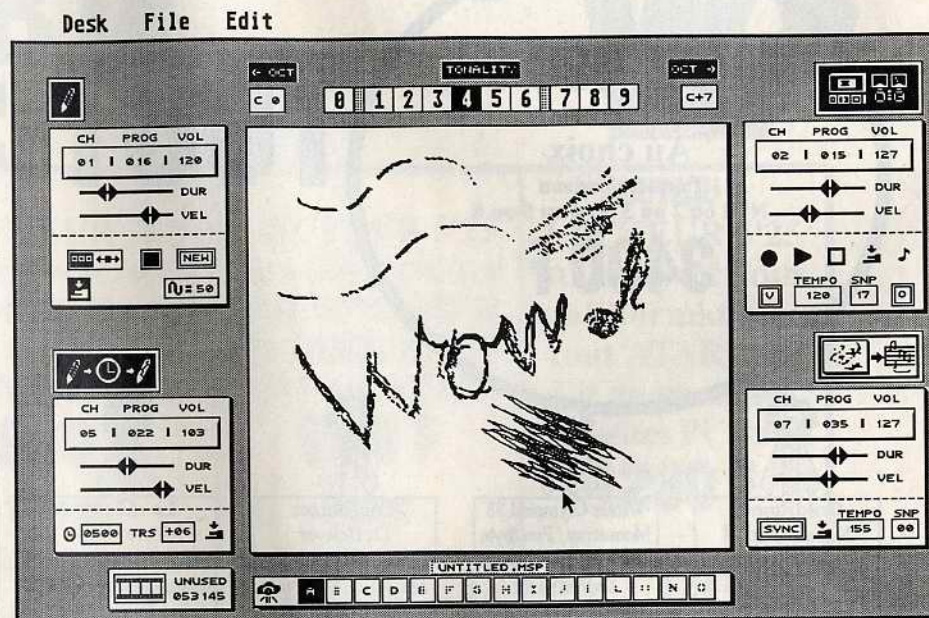 Desk File Edit
← OCT TONALITY OCT →
C 0 0 1 2 3 4 5 6 7 8 9 C+7
CH PROG VOL
01 016 120
DUR
VEL
NEW
= 50
CH PROG VOL
02 015 127
DUR
VEL
TEMPO SNP
V 120 17 O
Wow
CH PROG VOL
05 022 103
DUR
VEL
0500 TRS +06
CH PROG VOL
07 035 127
DUR
VEL
TEMPO SNP
SYNC 155 00
UNTITLED.MSP
UNUSED
053145
A B C D E F G H I J K L M N O